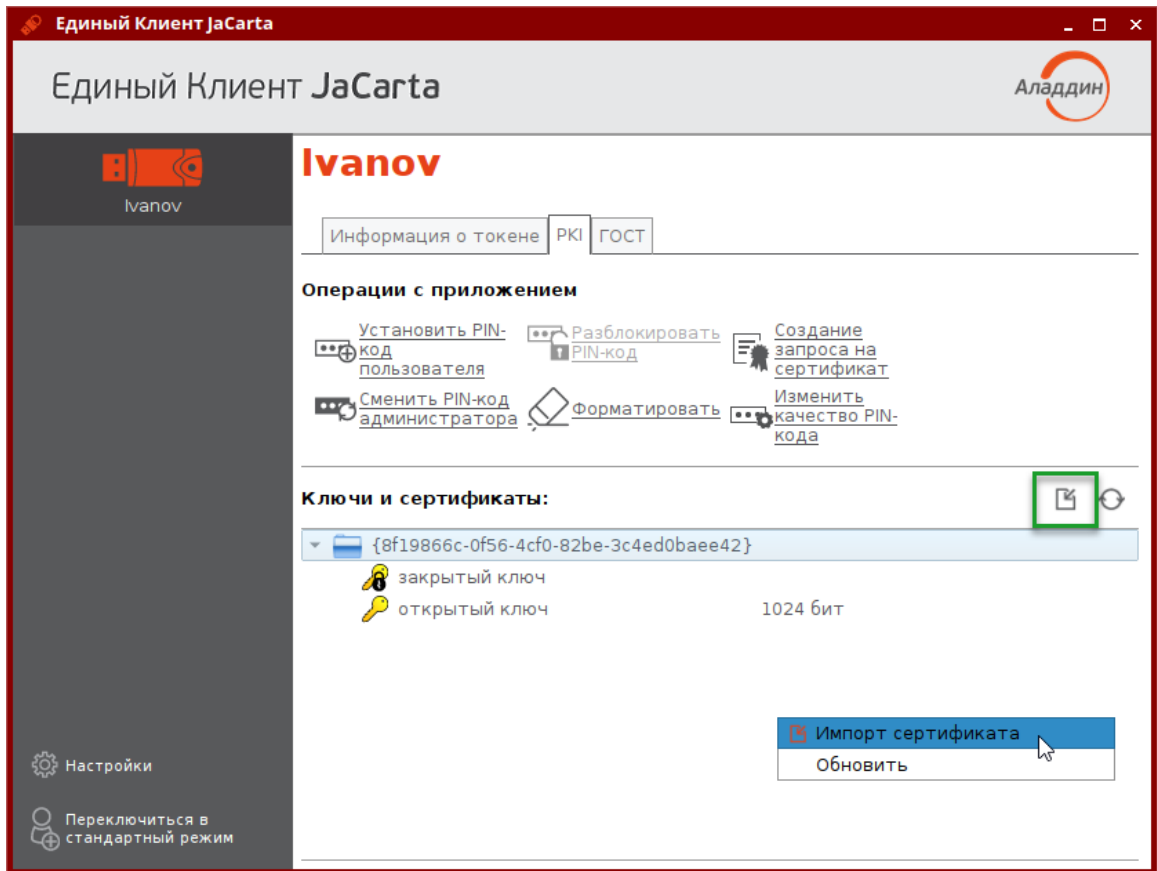 Единый Клиент JaCarta
Единый Клиент JaCarta
Аладдин
Ivanov
Ivanov
Информация о токене
PKI
ГОСТ
Операции с приложением
Установить PIN-
код
пользователя
Разблокировать
PIN-код
Создание
запроса на
сертификат
Сменить PIN-код
администратора
Форматировать
Изменить
качество PIN-
кода
Ключи и сертификаты:
{8f19866c-0f56-4cf0-82be-3c4ed0baee42}
закрытый ключ
открытый ключ 1024 бит
Импорт сертификата
Обновить
Настройки
Переключиться в
стандартный режим